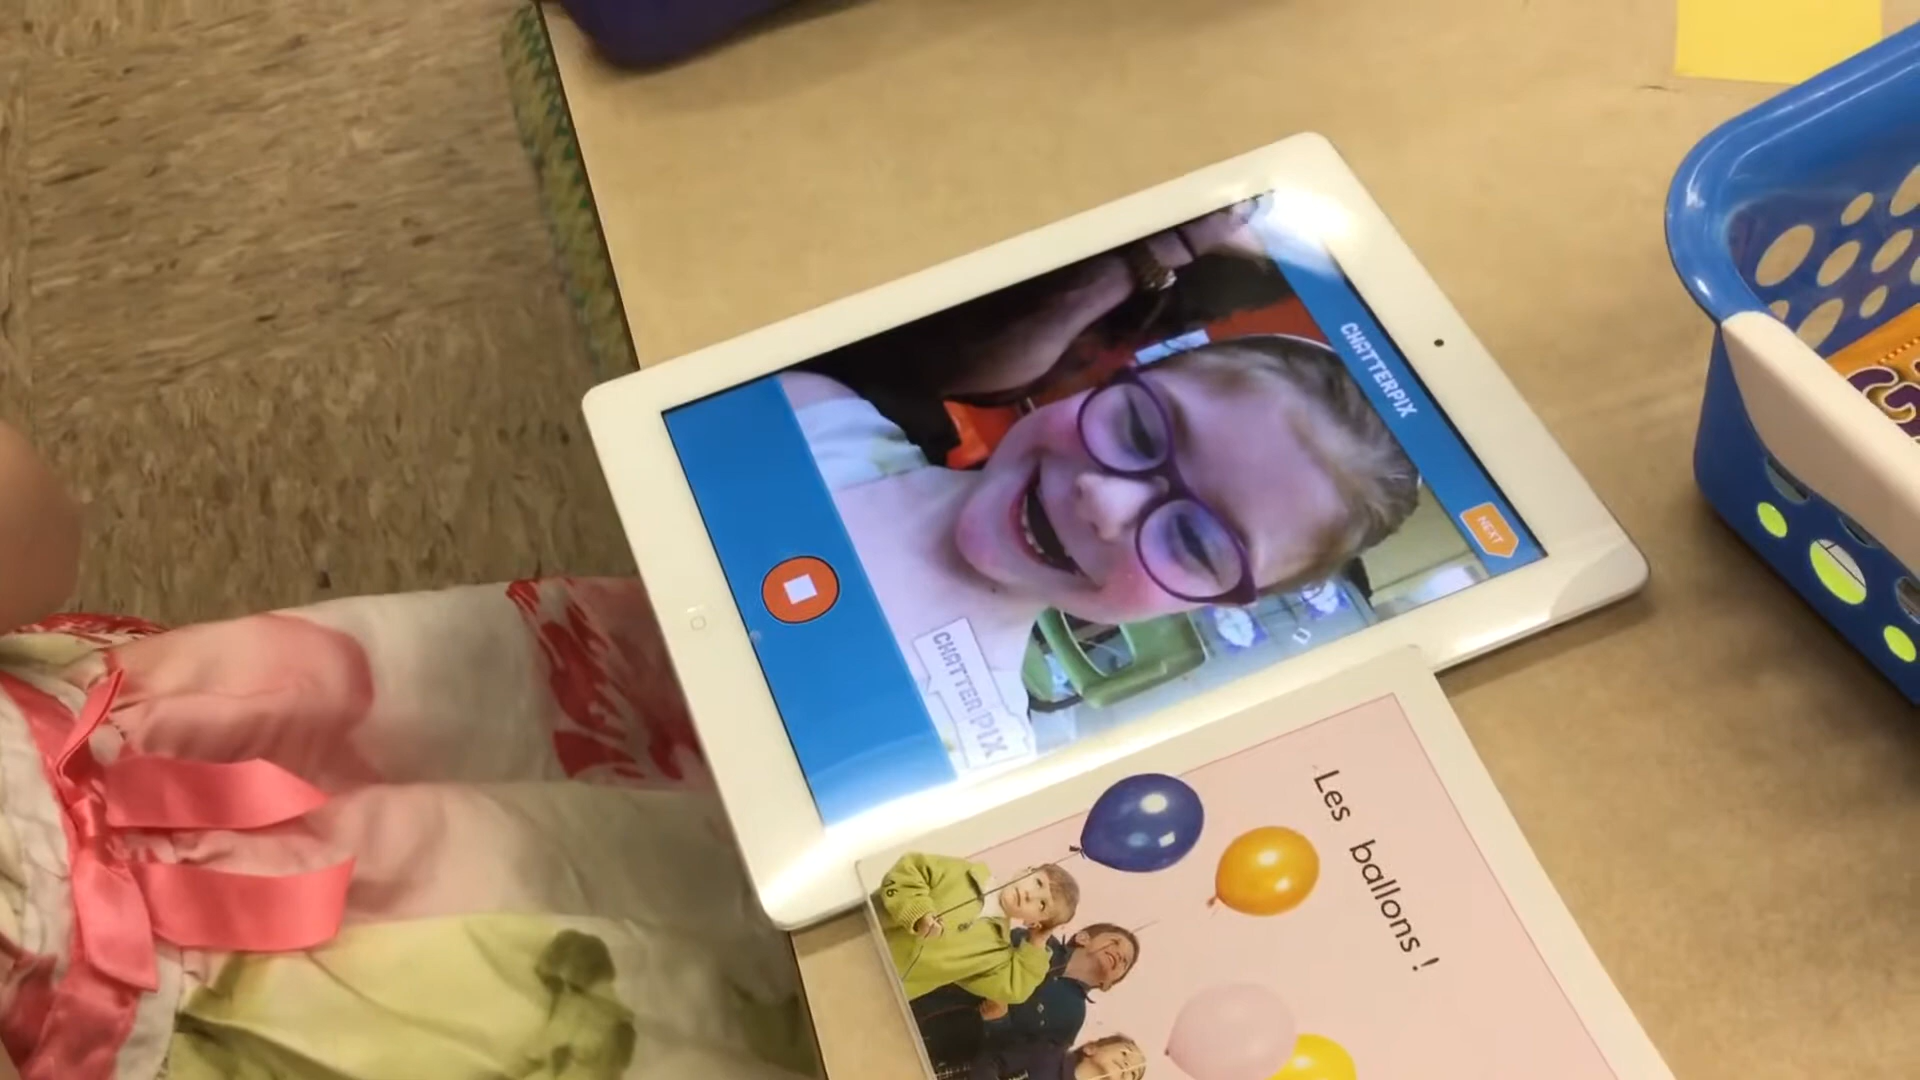 CHATTERPIX
NEXT
CHATTERPIX
Les ballons !